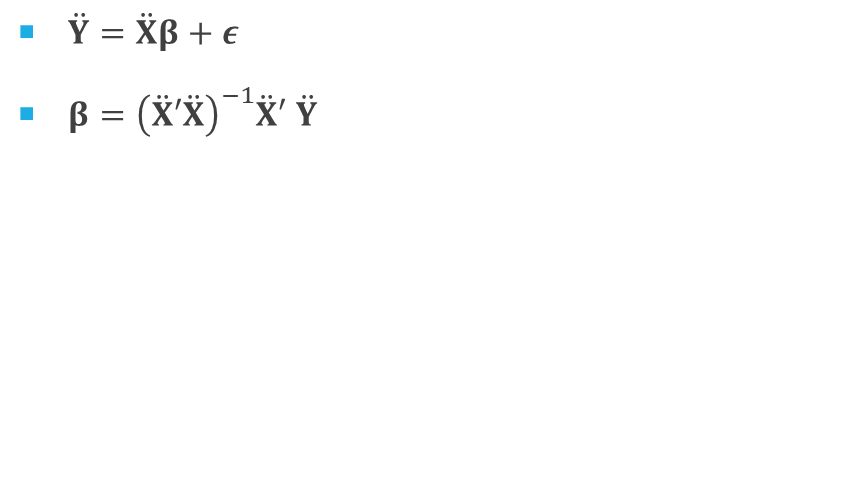 ▪ Ÿ = Ẍβ + ϵ
▪ β = (Ẍ′Ẍ)⁻¹Ẍ′ Ÿ